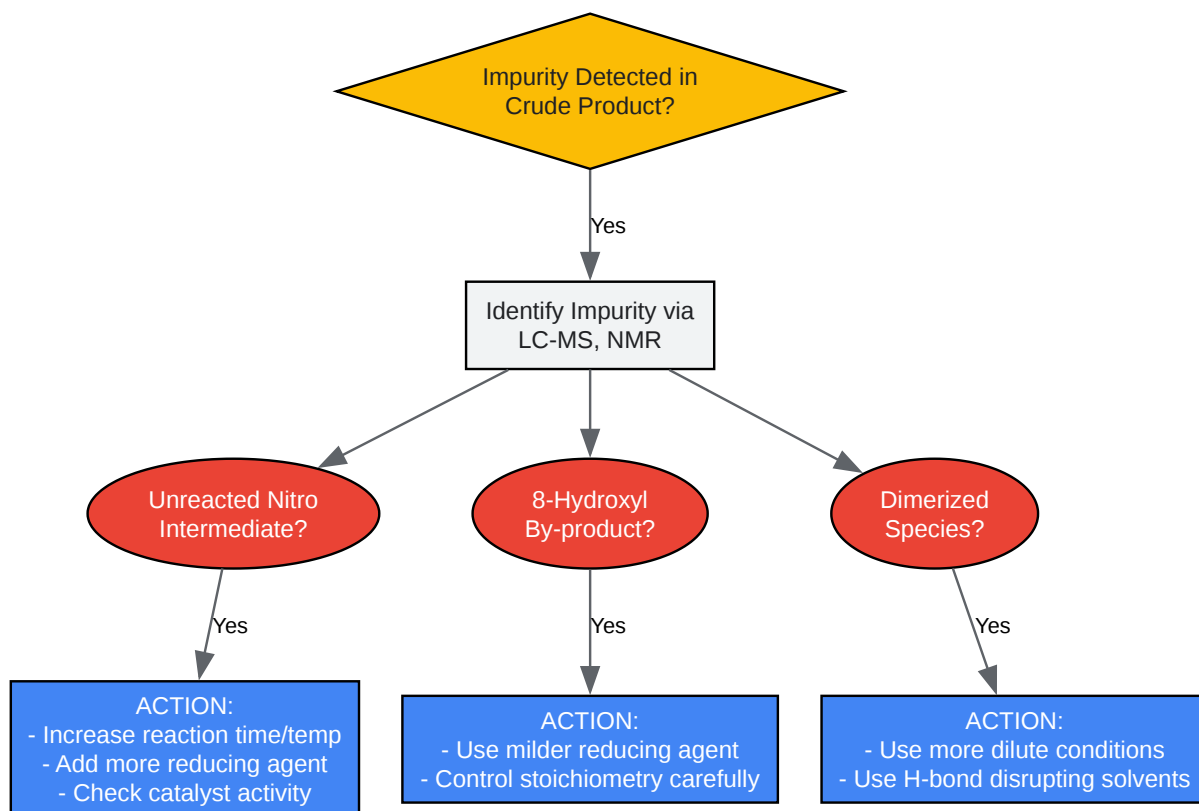 Impurity Detected in
Crude Product?
Yes
Identify Impurity via
LC-MS, NMR
Unreacted Nitro
Intermediate?
8-Hydroxyl
By-product?
Dimerized
Species?
Yes
Yes
Yes
ACTION:
- Increase reaction time/temp
- Add more reducing agent
- Check catalyst activity
ACTION:
- Use milder reducing agent
- Control stoichiometry carefully
ACTION:
- Use more dilute conditions
- Use H-bond disrupting solvents